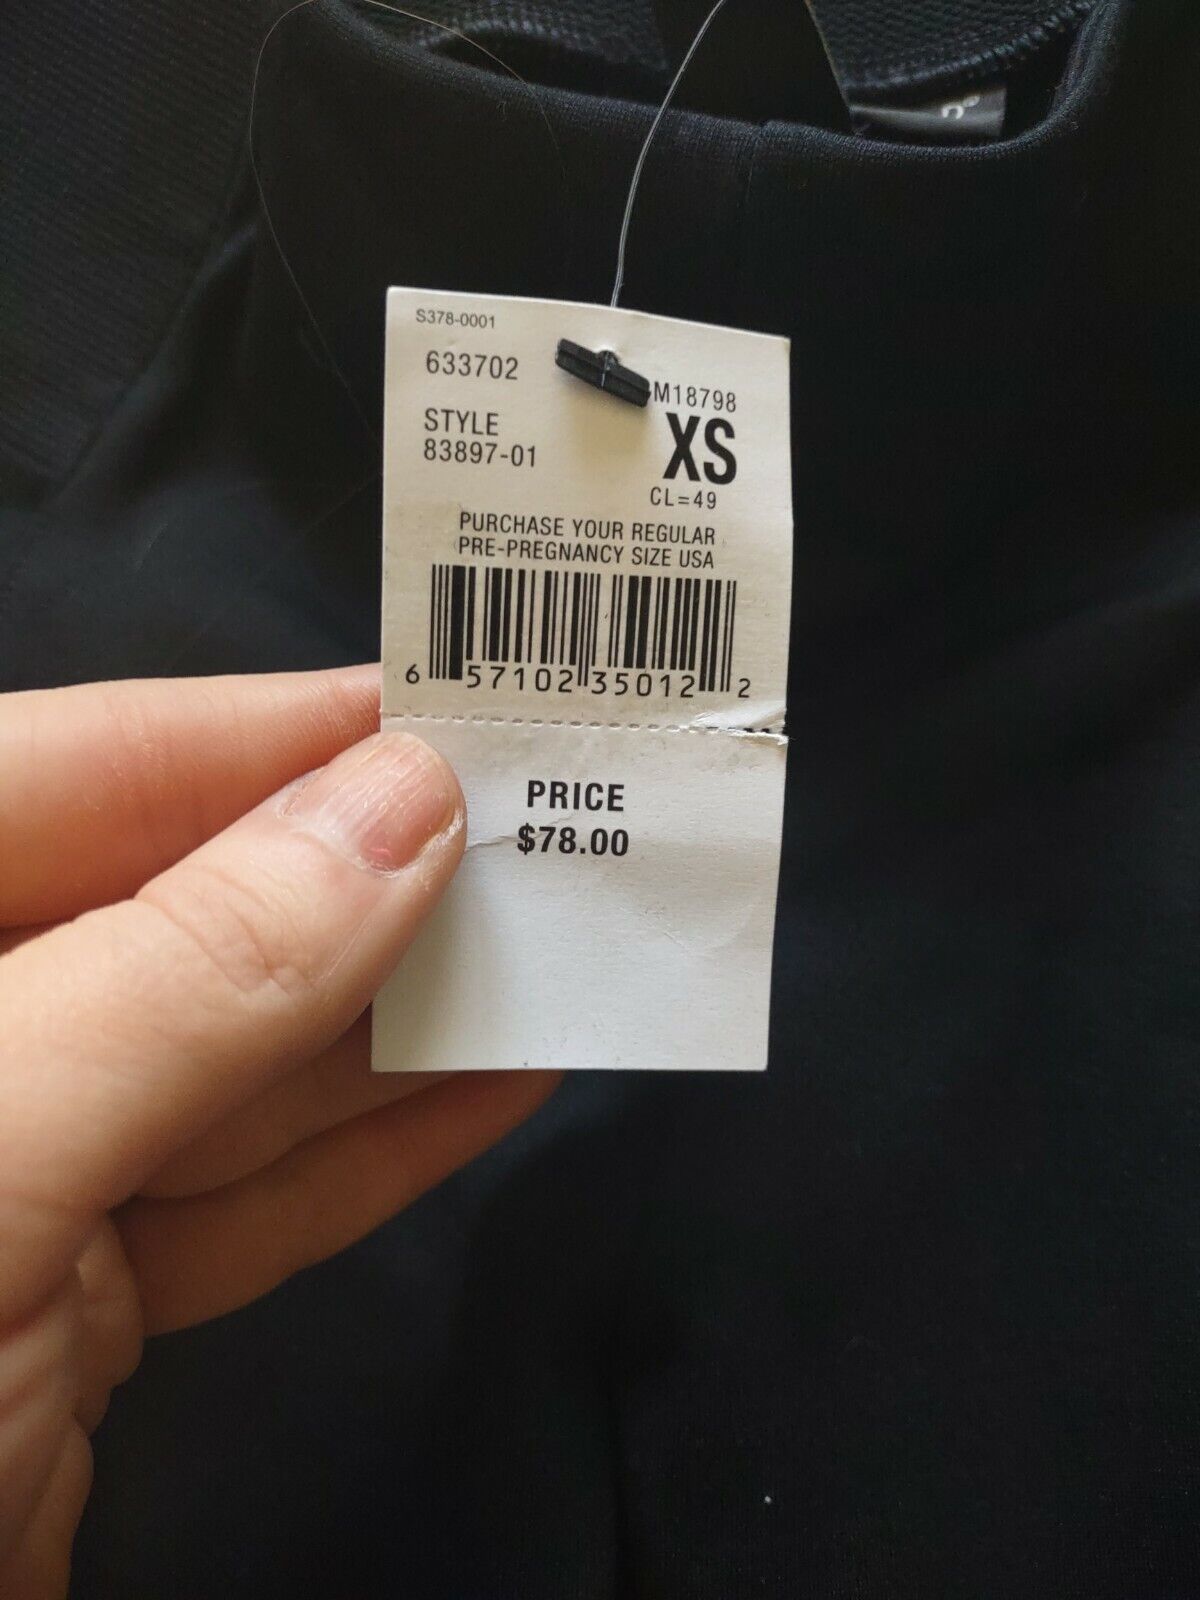 S378-0001
633702
M18798
STYLE
83897-01
XS
CL=49
PURCHASE YOUR REGULAR
PRE-PREGNANCY SIZE USA
6 57102 35012 2
PRICE
$78.00